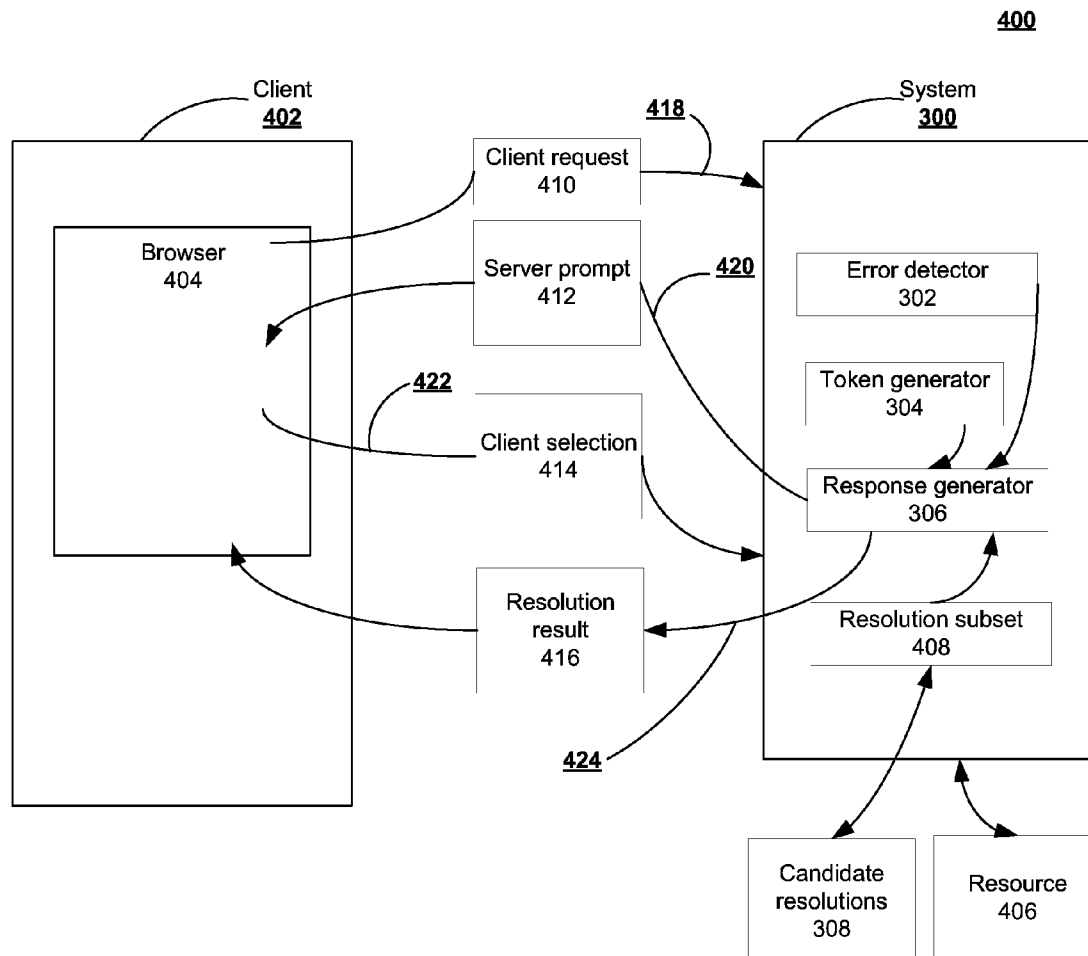 400
Client
402
System
300
418
Client request
410
Browser
404
Server prompt
412
420
Error detector
302
422
Token generator
304
Client selection
414
Response generator
306
Resolution
result
416
Resolution subset
408
424
Candidate
resolutions
308
Resource
406